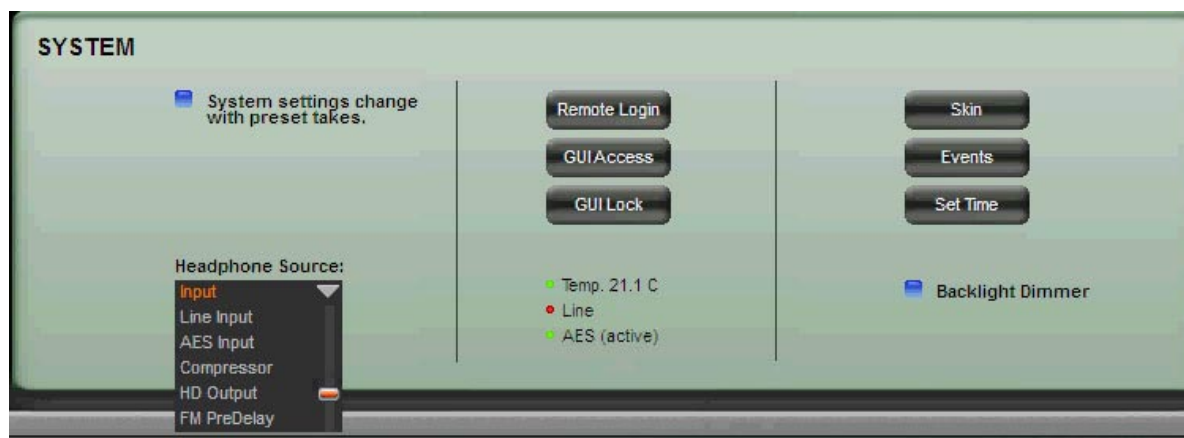 SYSTEM
System settings change
with preset takes.
Headphone Source:
Input
Line Input
AES Input
Compressor
HD Output
FM PreDelay
Remote Login
GUI Access
GUI Lock
Temp. 21.1 C
Line
AES (active)
Skin
Events
Set Time
Backlight Dimmer